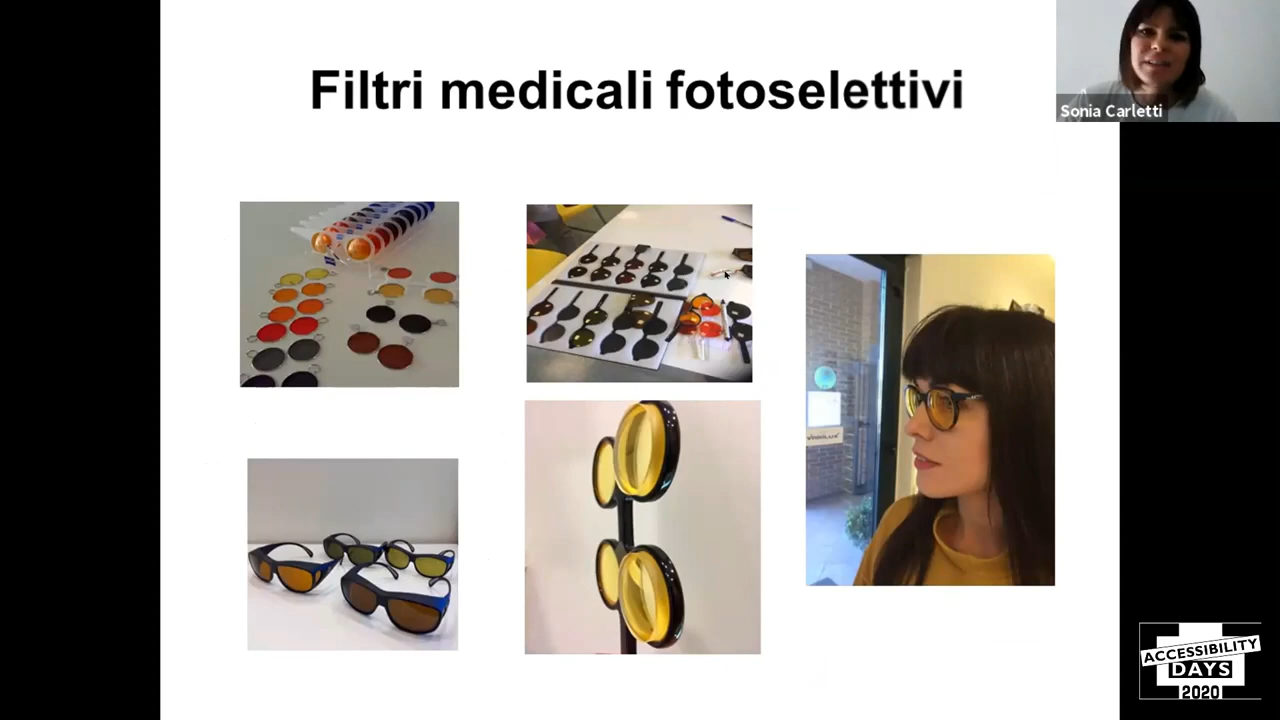 Filtri medicali fotoselettivi
Sonia Carletti
ACCESSIBILITY
DAYS
2020